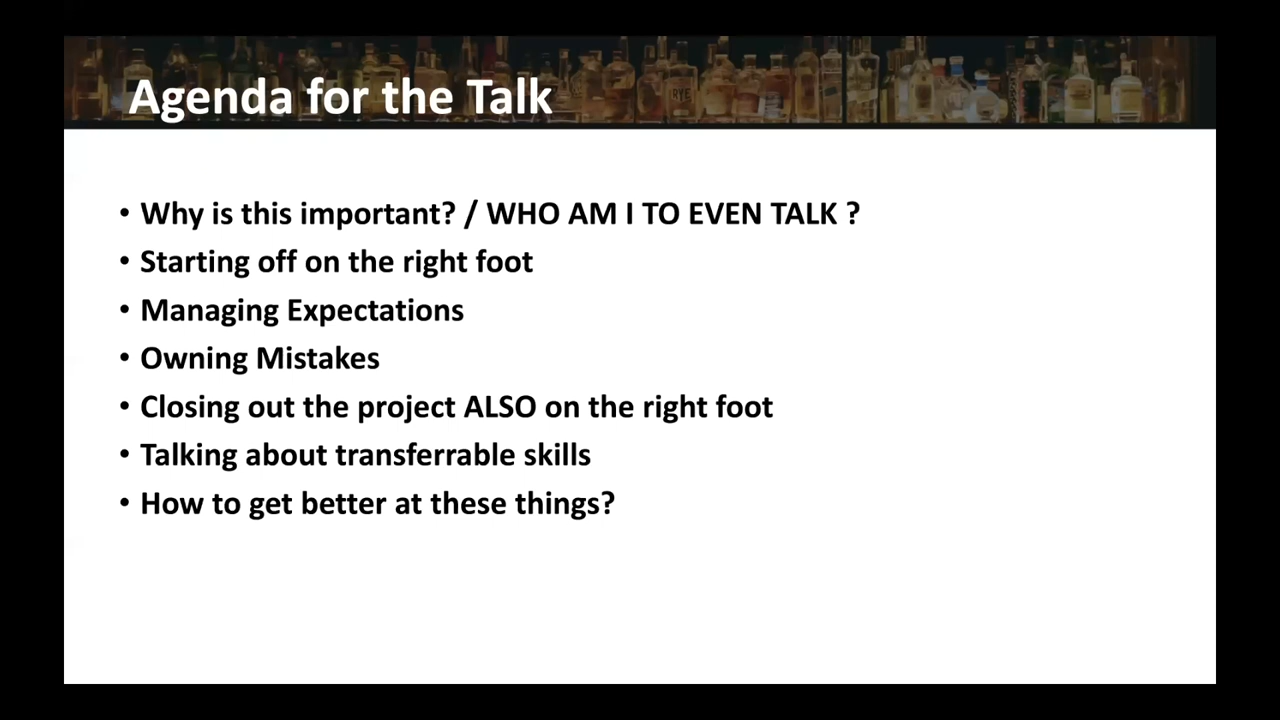 Agenda for the Talk
RYE
• Why is this important? / WHO AM I TO EVEN TALK ?
• Starting off on the right foot
• Managing Expectations
• Owning Mistakes
• Closing out the project ALSO on the right foot
• Talking about transferrable skills
• How to get better at these things?